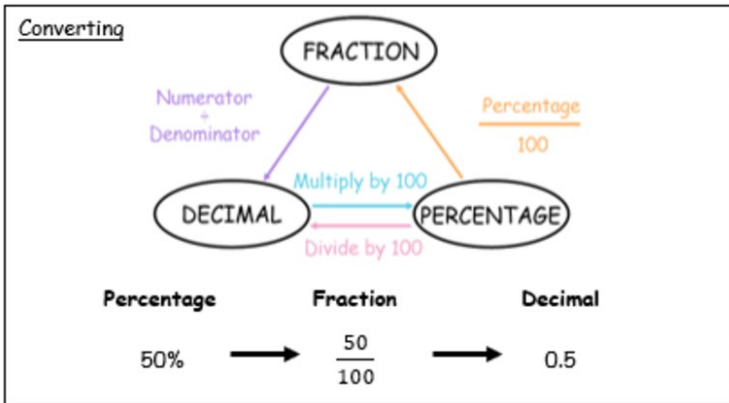 Converting
FRACTION
Numerator
÷
Denominator
Percentage
100
Multiply by 100
DECIMAL
PERCENTAGE
Divide by 100
Percentage Fraction Decimal
50% 50/100 0.5